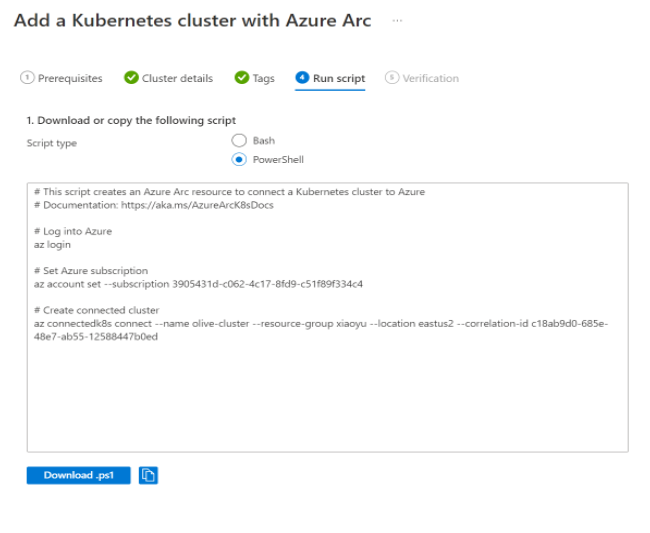 Add a Kubernetes cluster with Azure Arc ...
1 Prerequisites Cluster details Tags 4 Run script 5 Verification
1. Download or copy the following script
Script type
Bash
PowerShell
# This script creates an Azure Arc resource to connect a Kubernetes cluster to Azure
# Documentation: https://aka.ms/AzureArcK8sDocs
# Log into Azure
az login
# Set Azure subscription
az account set --subscription 3905431d-c062-4c17-8fd9-c51f89f334c4
# Create connected cluster
az connectedk8s connect --name olive-cluster --resource-group xiaoyu --location eastus2 --correlation-id c18ab9d0-685e-
48e7-ab55-12588447b0ed
Download .ps1